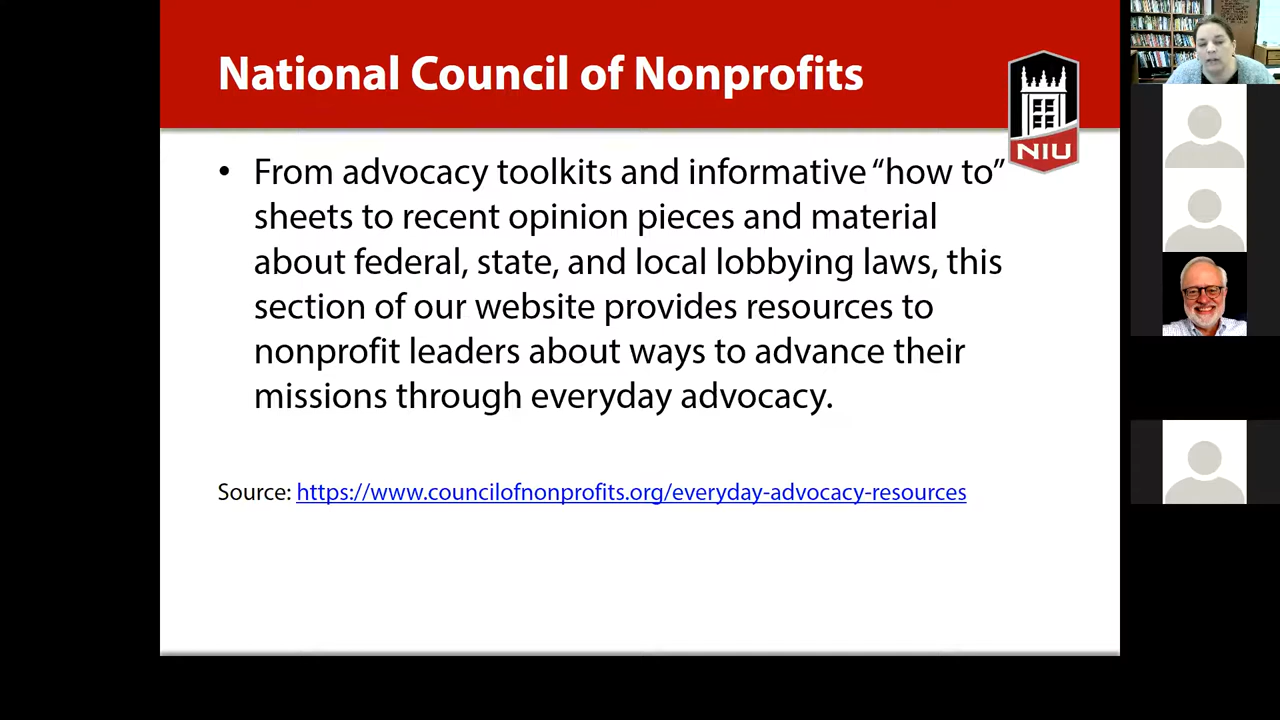 National Council of Nonprofits
NIU
• From advocacy toolkits and informative “how to”
sheets to recent opinion pieces and material
about federal, state, and local lobbying laws, this
section of our website provides resources to
nonprofit leaders about ways to advance their
missions through everyday advocacy.
Source: https://www.councilofnonprofits.org/everyday-advocacy-resources